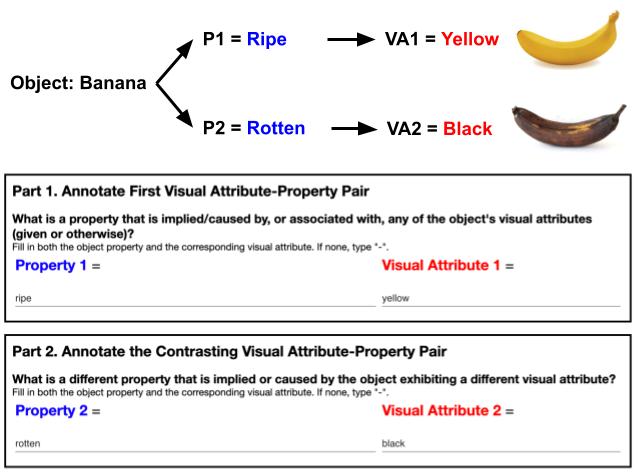 P1 = Ripe
VA1 = Yellow
Object: Banana
P2 = Rotten
VA2 = Black
Part 1. Annotate First Visual Attribute-Property Pair
What is a property that is implied/caused by, or associated with, any of the object's visual attributes
(given or otherwise)?
Fill in both the object property and the corresponding visual attribute. If none, type "-".
Property 1 =
Visual Attribute 1 =
ripe
yellow
Part 2. Annotate the Contrasting Visual Attribute-Property Pair
What is a different property that is implied or caused by the object exhibiting a different visual attribute?
Fill in both the object property and the corresponding visual attribute. If none, type "-".
Property 2 =
Visual Attribute 2 =
rotten
black